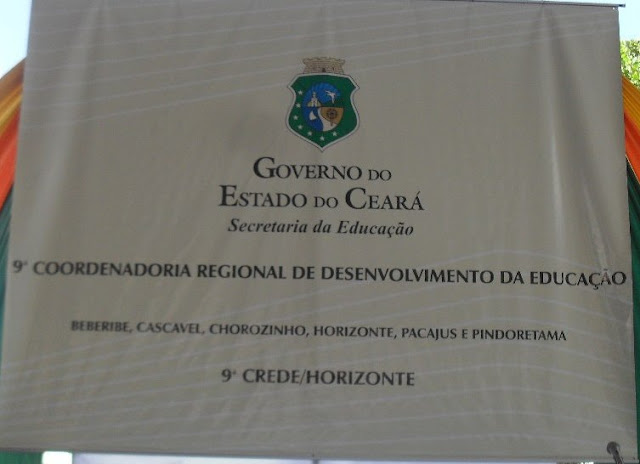 GOVERNO DO
ESTADO DO CEARÁ
Secretaria da Educação
9ª COORDENADORIA REGIONAL DE DESENVOLVIMENTO DA EDUCAÇÃO
BEBERIBE, CASCAVEL, CHOROZINHO, HORIZONTE, PACAJUS E PINDORETAMA
9ª CREDE/HORIZONTE